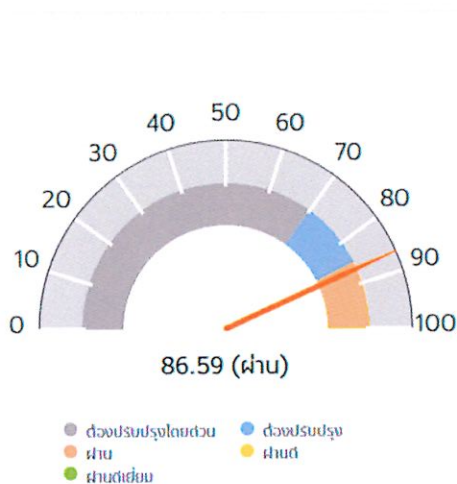 50
40
60
30
70
20
80
10
90
0
100
86.59 (ผ่าน)
ต้องปรับปรุงโดยด่วน
ต้องปรับปรุง
ผ่าน
ผ่านดี
ผ่านดีเยี่ยม